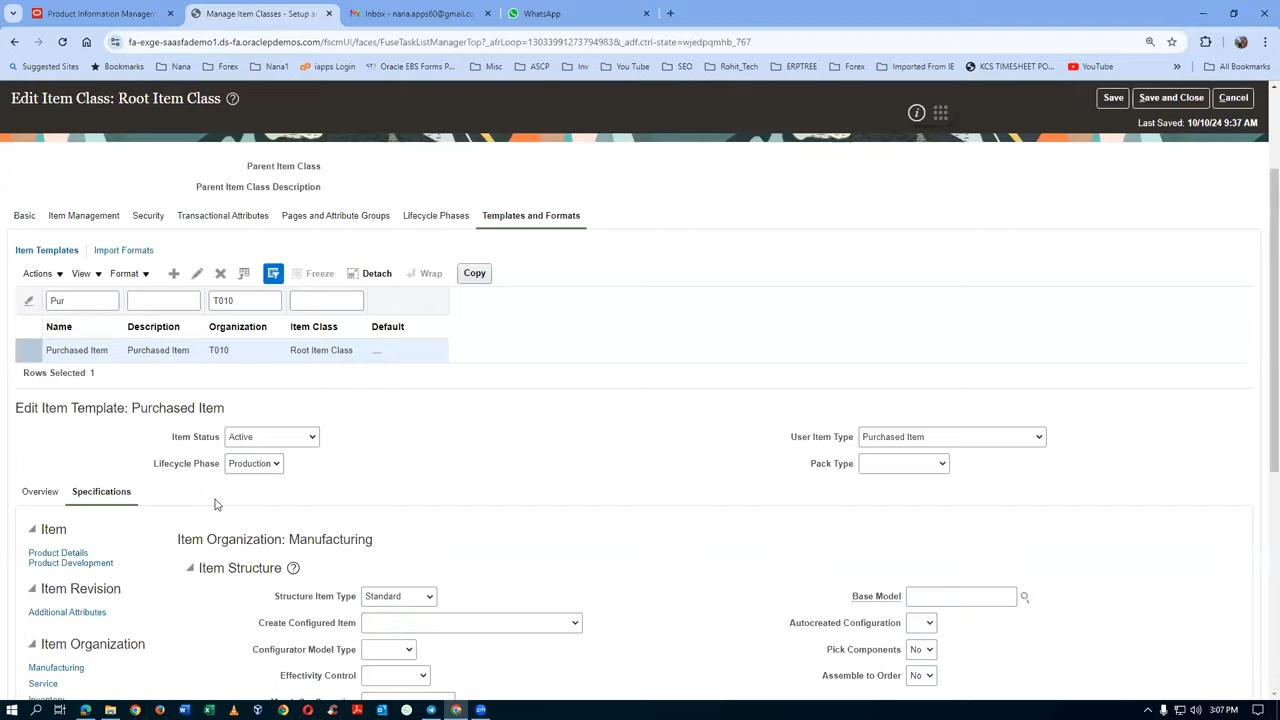 Oracle | Product Information Managem
Manage Item Classes - Setup a
Inbox - nana.apps60@gmail.co
WhatsApp
fa-exge-saasfademo1.ds-fa.oraclepdemos.com/fscmUI/faces/FuseTaskListManagerTop?_afrLoop=13033991273794983&_adf.ctrl-state=wjedpqmhb_767
Suggested Sites Bookmarks Nana Forex Nana1 iapps Login Oracle EBS Forms P... Misc ASCP Inv You Tube SEO Rohit_Tech ERPTREE Forex Imported From IE KCS TIMESHEET PO... YouTube All Bookmarks
Edit Item Class: Root Item Class
Save Save and Close Cancel
Last Saved: 10/10/24 9:37 AM
Parent Item Class
Parent Item Class Description
Basic Item Management Security Transactional Attributes Pages and Attribute Groups Lifecycle Phases Templates and Formats
Item Templates Import Formats
Actions View Format Freeze Detach Wrap Copy
Pur T010
Name Description Organization Item Class Default
Purchased Item Purchased Item T010 Root Item Class
Rows Selected 1
Edit Item Template: Purchased Item
Item Status Active User Item Type Purchased Item
Lifecycle Phase Production Pack Type
Overview Specifications
Item
Product Details
Product Development
Item Revision
Additional Attributes
Item Organization
Manufacturing
Service
Inventory
Item Organization: Manufacturing
Item Structure
Structure Item Type Standard Base Model
Create Configured Item Autocreated Configuration
Configurator Model Type Pick Components No
Effectivity Control Assemble to Order No
3:07 PM